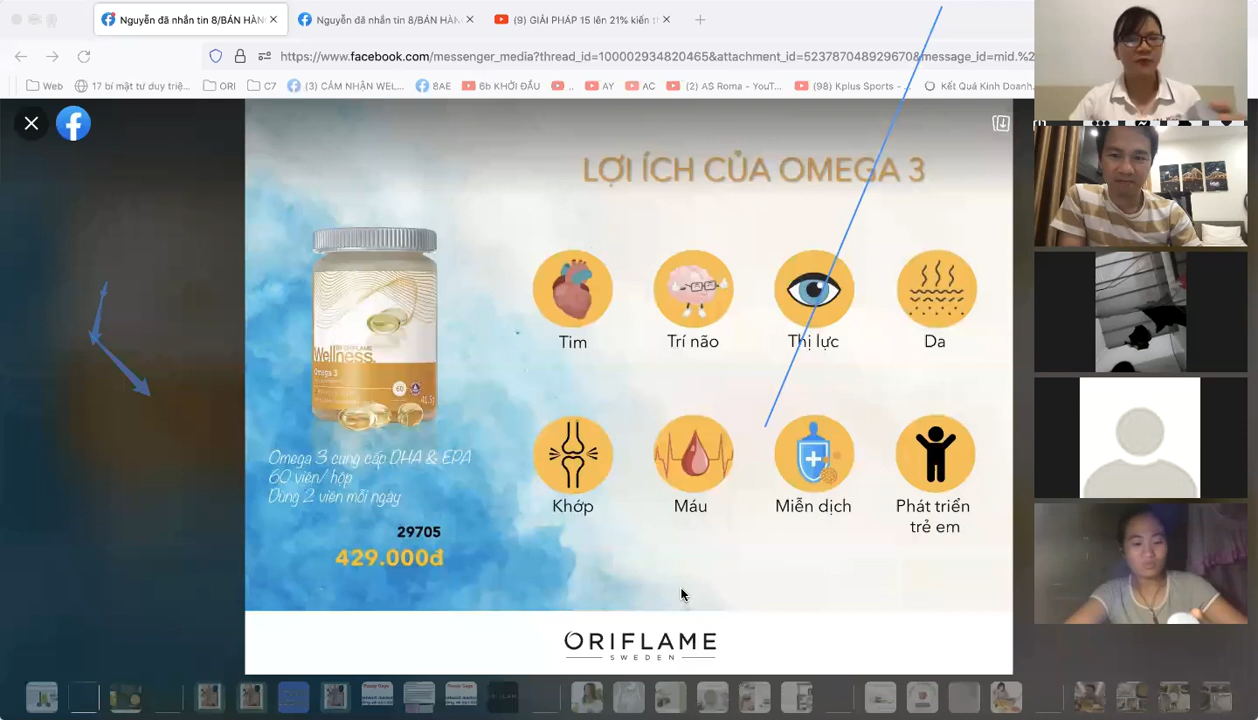 Nguyễn đã nhắn tin 8/BÁN HÀN
Nguyễn đã nhắn tin 8/BÁN HÀN
(9) GIẢI PHÁP 15 lên 21% kiến t
https://www.facebook.com/messenger_media?thread_id=100002934820465&attachment_id=523787048929670&message_id=mid.%2
Web
17 bí mật tư duy triệ...
ORI
C7
(3) CẢM NHẬN WEL...
8AE
6b KHỞI ĐẦU
..
AY
AC
(2) AS Roma - YouT...
(98) Kplus Sports - ...
Kết Quả Kinh Doanh
LỢI ÍCH CỦA OMEGA 3
Tim
Trí não
Thị lực
Da
Wellness.
BY ORIFLAME
Omega 3
60
Omega 3 cung cấp DHA & EPA
60 viên/ hộp
Dùng 2 viên mỗi ngày
29705
429.000đ
Khớp
Máu
Miễn dịch
Phát triển
trẻ em
ORIFLAME
SWEDEN